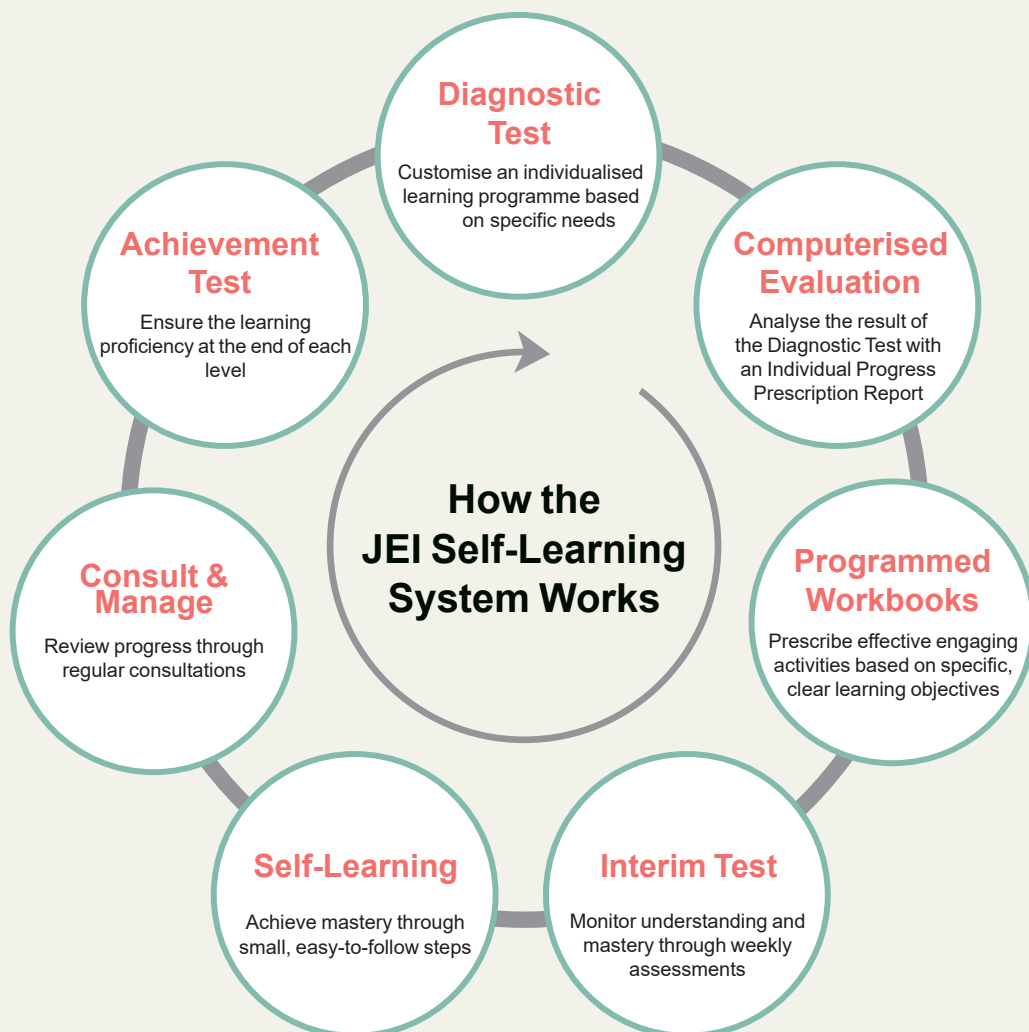 Diagnostic
Test
Customise an individualised
learning programme based
on specific needs
Computerised
Evaluation
Analyse the result of
the Diagnostic Test with
an Individual Progress
Prescription Report
Programmed
Workbooks
Prescribe effective engaging
activities based on specific,
clear learning objectives
Interim Test
Monitor understanding and
mastery through weekly
assessments
Self-Learning
Achieve mastery through
small, easy-to-follow steps
Consult &
Manage
Review progress through
regular consultations
Achievement
Test
Ensure the learning
proficiency at the end of each
level
How the
JEI Self-Learning
System Works